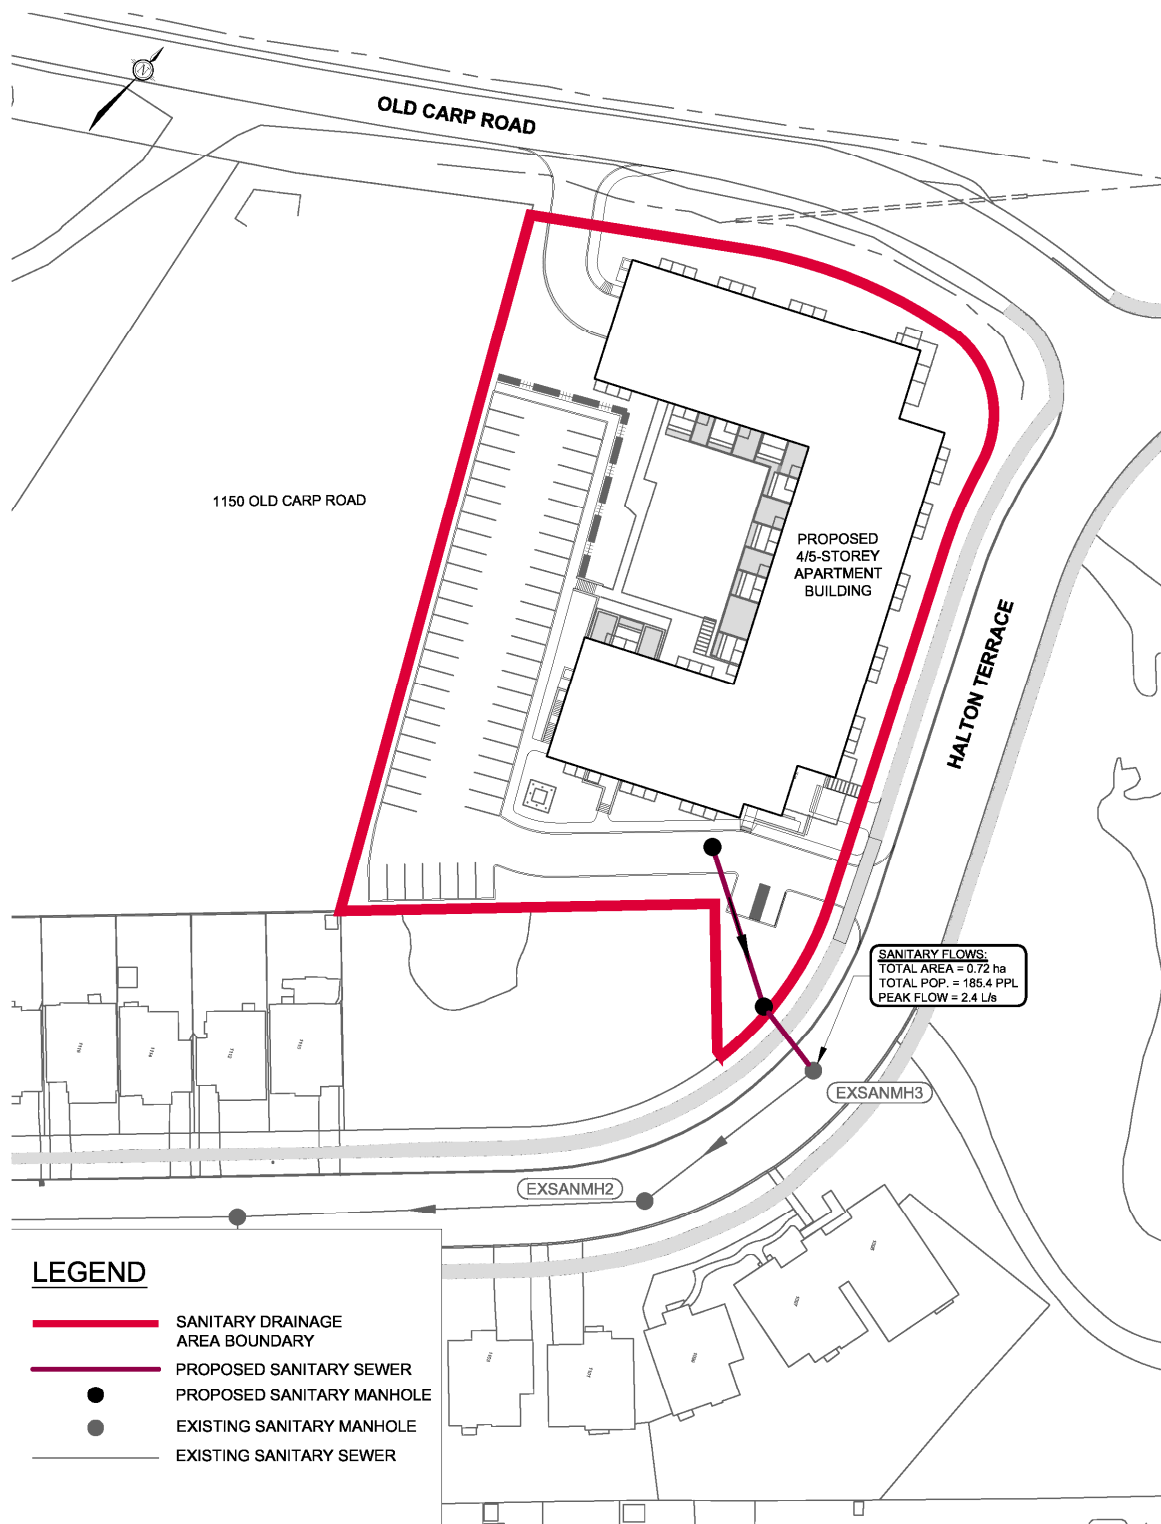 N
OLD CARP ROAD
1150 OLD CARP ROAD
PROPOSED
4/5-STOREY
APARTMENT
BUILDING
HALTON TERRACE
SANITARY FLOWS:
TOTAL AREA = 0.72 ha
TOTAL POP. = 185.4 PPL
PEAK FLOW = 2.4 L/s
EXSANMH3
EXSANMH2
LEGEND
SANITARY DRAINAGE
AREA BOUNDARY
PROPOSED SANITARY SEWER
PROPOSED SANITARY MANHOLE
EXISTING SANITARY MANHOLE
EXISTING SANITARY SEWER